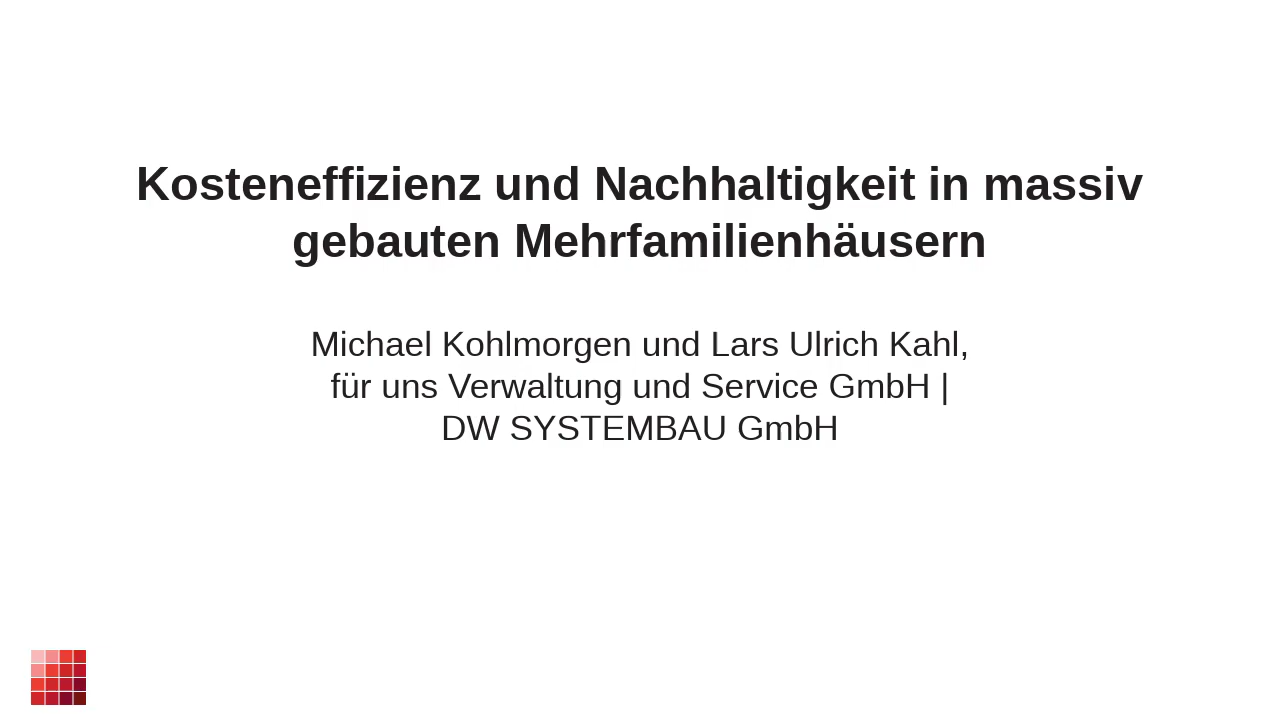 Kosteneffizienz und Nachhaltigkeit in massiv
gebauten Mehrfamilienhäusern
Michael Kohlmorgen und Lars Ulrich Kahl,
für uns Verwaltung und Service GmbH |
DW SYSTEMBAU GmbH